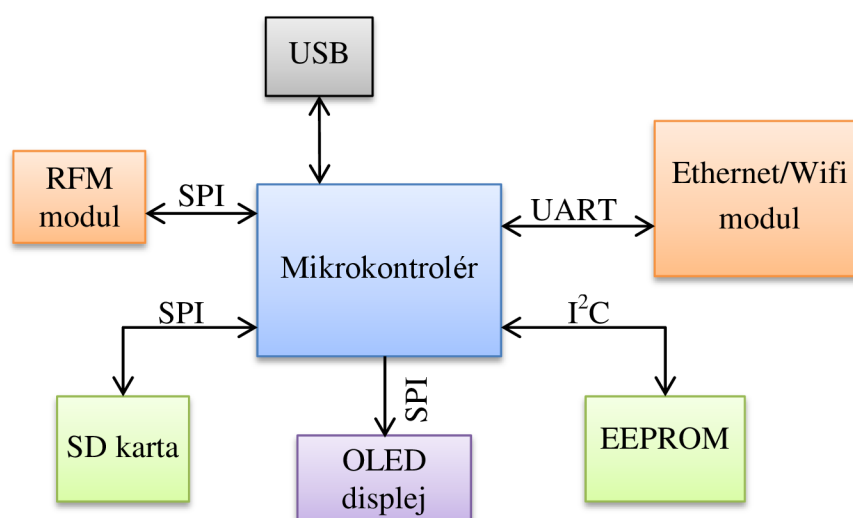 USB
RFM
modul
SPI
Ethernet/Wifi
modul
UART
Mikrokontrolér
SPI
I²C
SPI
SD karta
OLED
displej
EEPROM